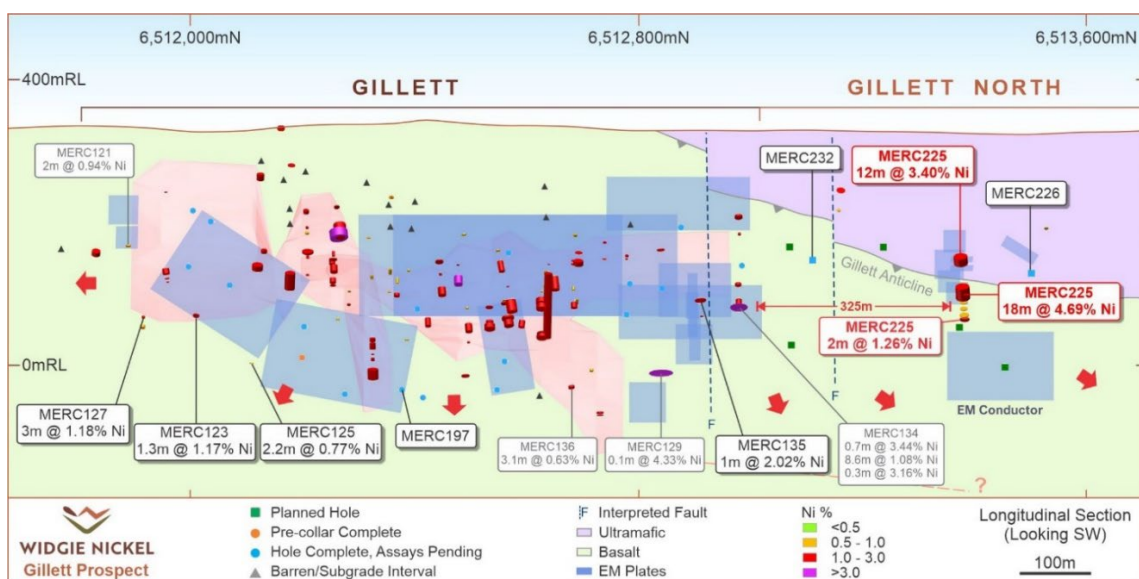 6,512,000mN
6,512,800mN
6,513,600mN
400mRL
GILLETT
GILLETT NORTH
MERC121
2m @ 0.94% Ni
MERC232
MERC225
12m @ 3.40% Ni
MERC226
Gillett Anticline
325m
MERC225
18m @ 4.69% Ni
MERC225
2m @ 1.26% Ni
0mRL
EM Conductor
MERC127
3m @ 1.18% Ni
MERC123
1.3m @ 1.17% Ni
MERC125
2.2m @ 0.77% Ni
MERC197
MERC136
3.1m @ 0.63% Ni
MERC129
0.1m @ 4.33% Ni
F
MERC135
1m @ 2.02% Ni
F
MERC134
0.7m @ 3.44% Ni
8.6m @ 1.08% Ni
0.3m @ 3.16% Ni
?
WIDGIE NICKEL
Gillett Prospect
Planned Hole
Pre-collar Complete
Hole Complete, Assays Pending
Barren/Subgrade Interval
F Interpreted Fault
Ultramafic
Basalt
EM Plates
Ni %
<0.5
0.5 - 1.0
1.0 - 3.0
>3.0
Longitudinal Section
(Looking SW)
100m